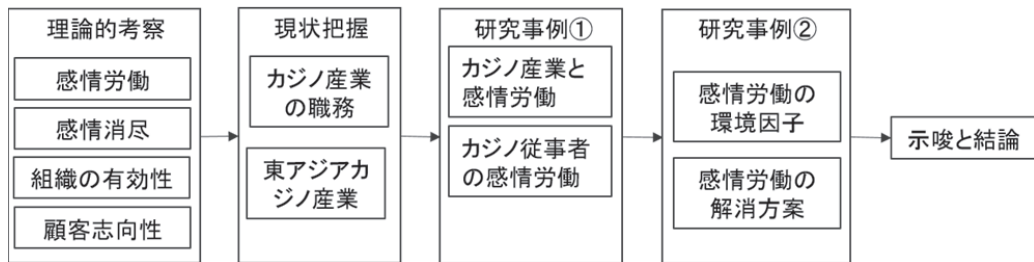 理論的考察
感情労働
感情消尽
組織の有効性
顧客志向性
現状把握
カジノ産業
の職務
東アジアカ
ジノ産業
研究事例①
カジノ産業と
感情労働
カジノ従事者
の感情労働
研究事例②
感情労働の
環境因子
感情労働の
解消方案
示唆と結論